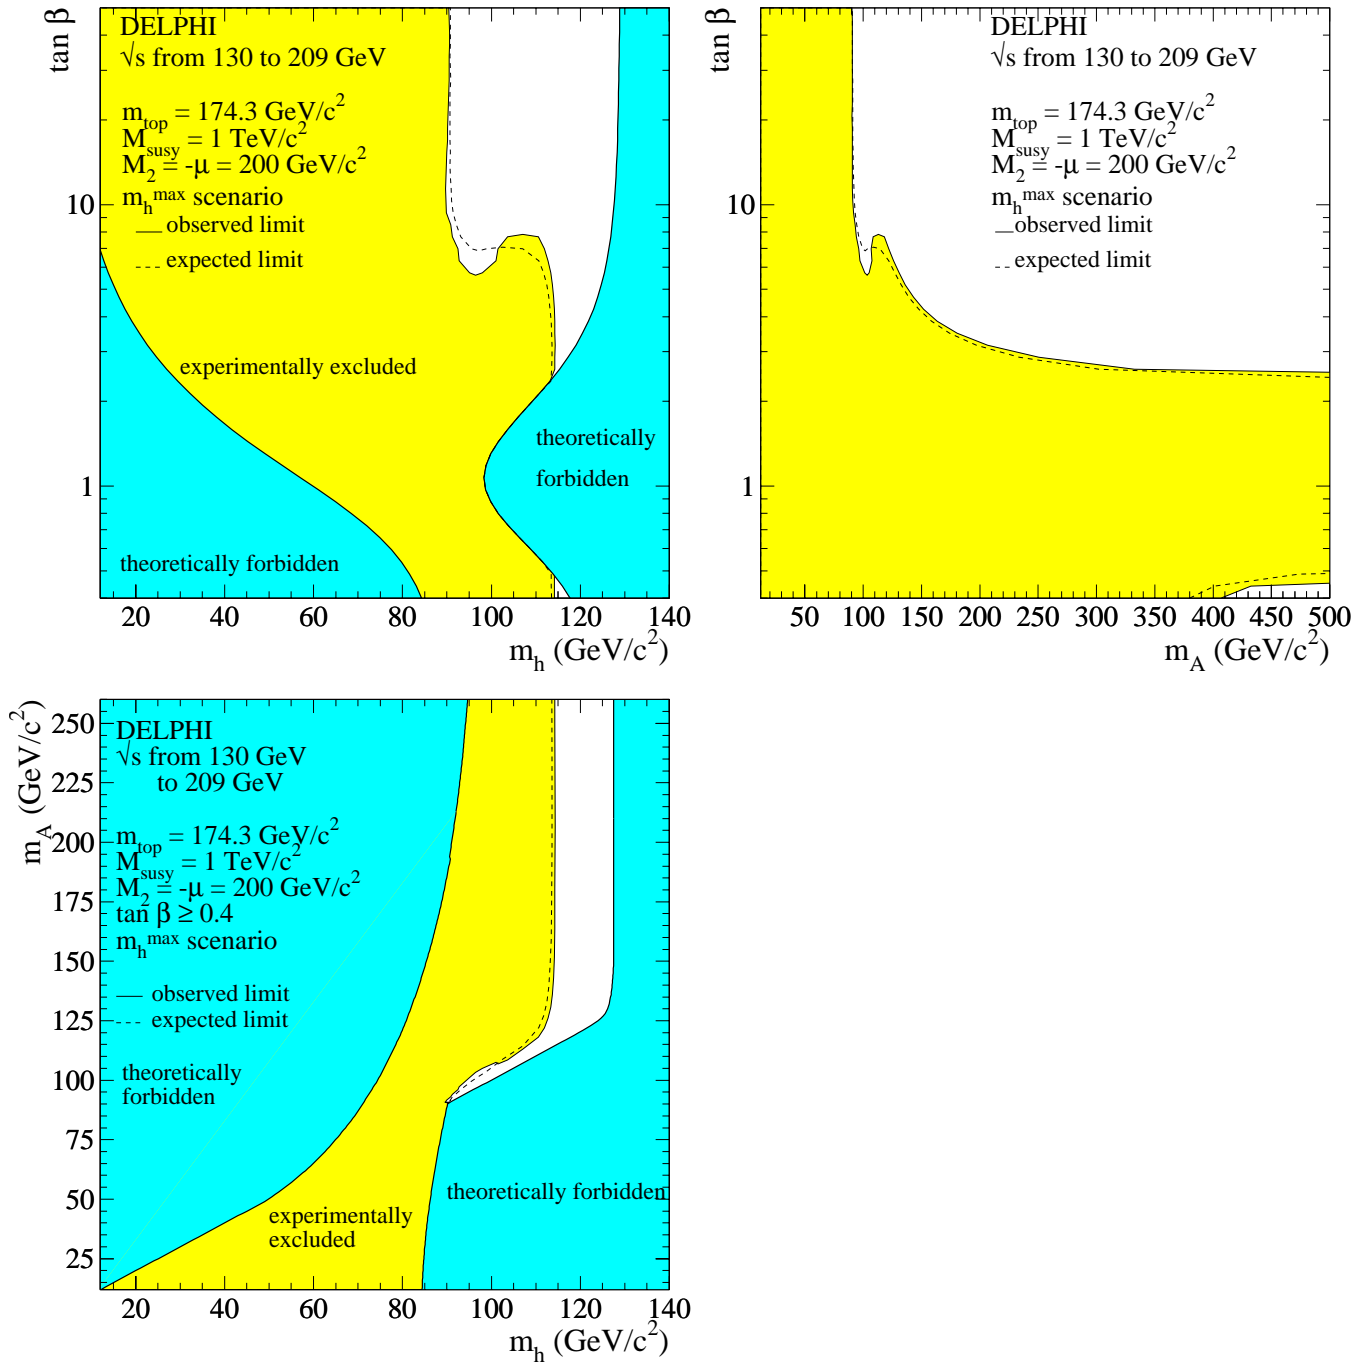 tan β
DELPHI
√s from 130 to 209 GeV
m_top = 174.3 GeV/c²
M_susy = 1 TeV/c²
M₂ = -μ = 200 GeV/c²
m_h^max scenario
observed limit
expected limit
10
1
experimentally excluded
theoretically
forbidden
theoretically forbidden
20 40 60 80 100 120 140
m_h (GeV/c²)
tan β
DELPHI
√s from 130 to 209 GeV
m_top = 174.3 GeV/c²
M_susy = 1 TeV/c²
M₂ = -μ = 200 GeV/c²
m_h^max scenario
observed limit
expected limit
10
1
50 100 150 200 250 300 350 400 450 500
m_A (GeV/c²)
m_A (GeV/c²)
250
225
200
175
150
125
100
75
50
25
DELPHI
√s from 130 GeV
to 209 GeV
m_top = 174.3 GeV/c²
M_susy = 1 TeV/c²
M₂ = -μ = 200 GeV/c²
tan β ≥ 0.4
m_h^max scenario
observed limit
expected limit
theoretically
forbidden
theoretically forbidden
experimentally
excluded
20 40 60 80 100 120 140
m_h (GeV/c²)